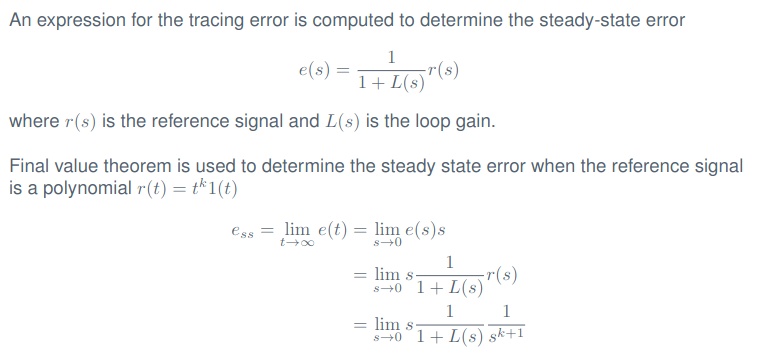 An expression for the tracing error is computed to determine the steady-state error
e(s) = \frac{1}{1 + L(s)} r(s)
where r(s) is the reference signal and L(s) is the loop gain.
Final value theorem is used to determine the steady state error when the reference signal
is a polynomial r(t) = t^k 1(t)
e_{ss} = \lim_{t \to \infty} e(t) = \lim_{s \to 0} e(s)s
= \lim_{s \to 0} s \frac{1}{1 + L(s)} r(s)
= \lim_{s \to 0} s \frac{1}{1 + L(s)} \frac{1}{s^{k+1}}